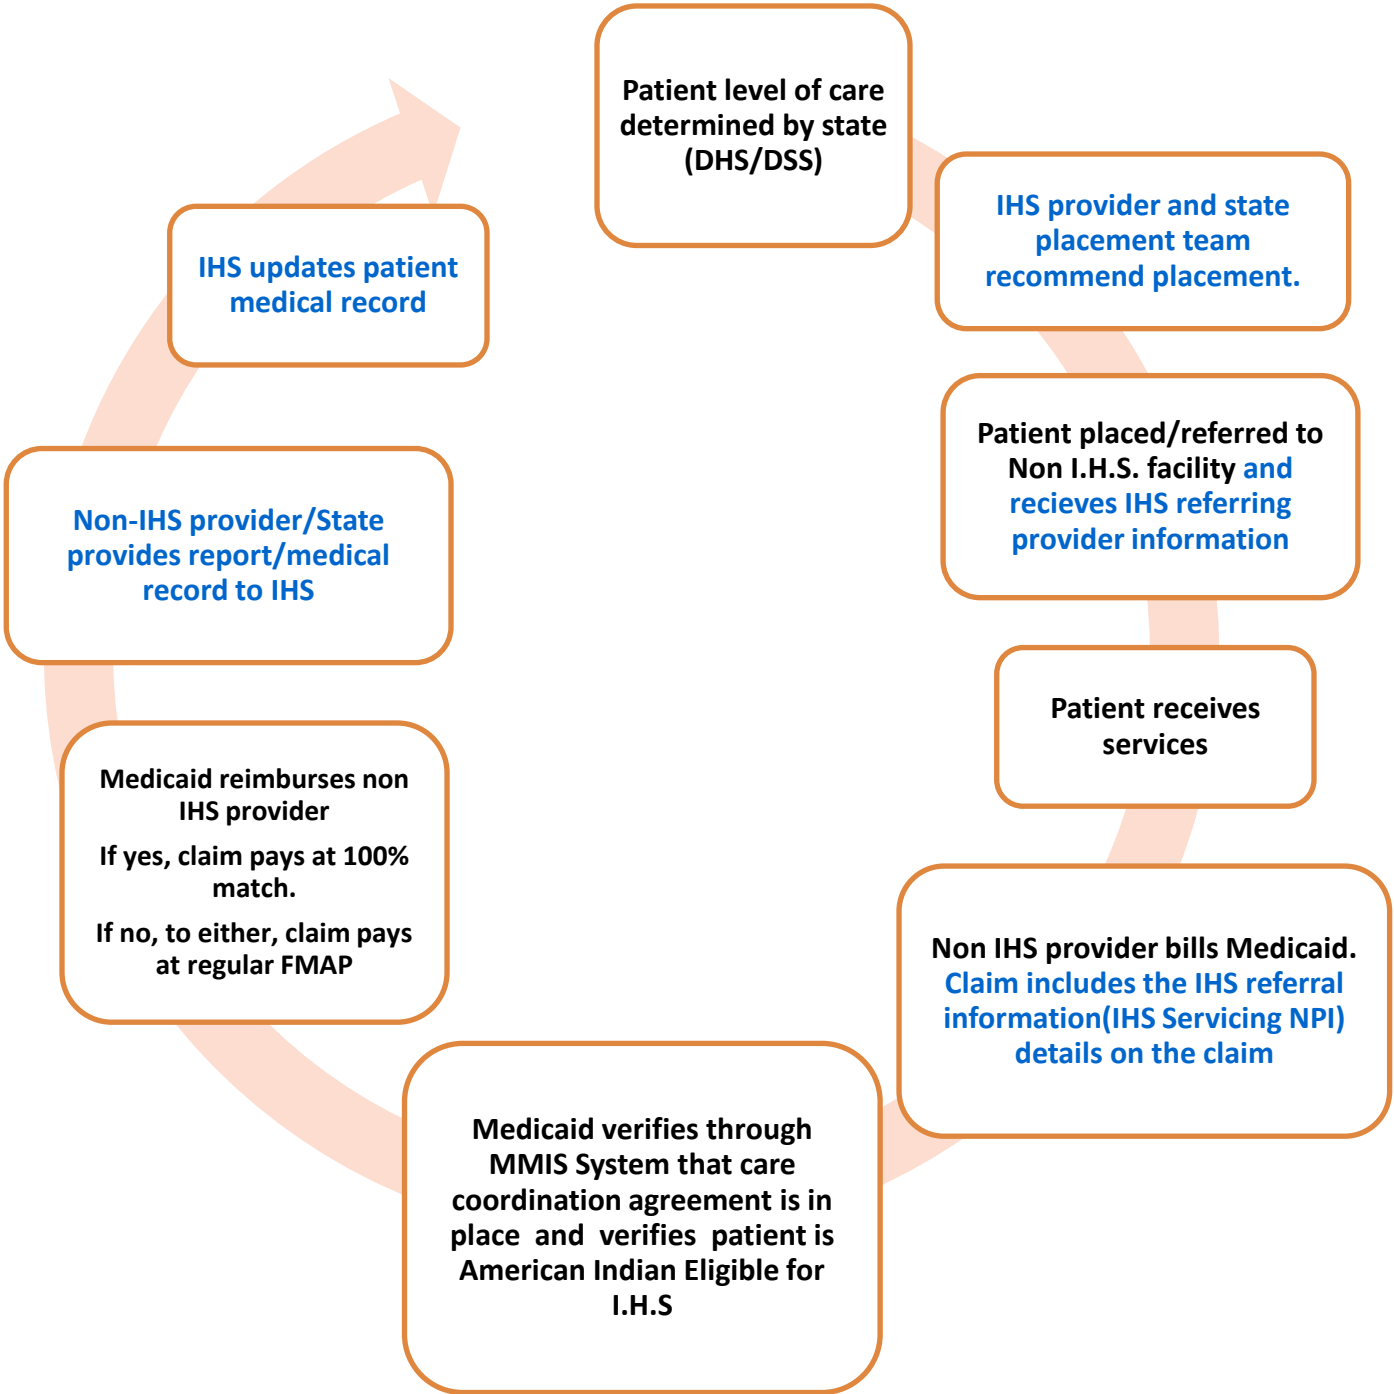 Patient level of care
determined by state
(DHS/DSS)
IHS provider and state
placement team
recommend placement.
Patient placed/referred to
Non I.H.S. facility and
recieves IHS referring
provider information
Patient receives
services
Non IHS provider bills Medicaid.
Claim includes the IHS referral
information(IHS Servicing NPI)
details on the claim
Medicaid verifies through
MMIS System that care
coordination agreement is in
place and verifies patient is
American Indian Eligible for
I.H.S
Medicaid reimburses non
IHS provider
If yes, claim pays at 100%
match.
If no, to either, claim pays
at regular FMAP
Non-IHS provider/State
provides report/medical
record to IHS
IHS updates patient
medical record